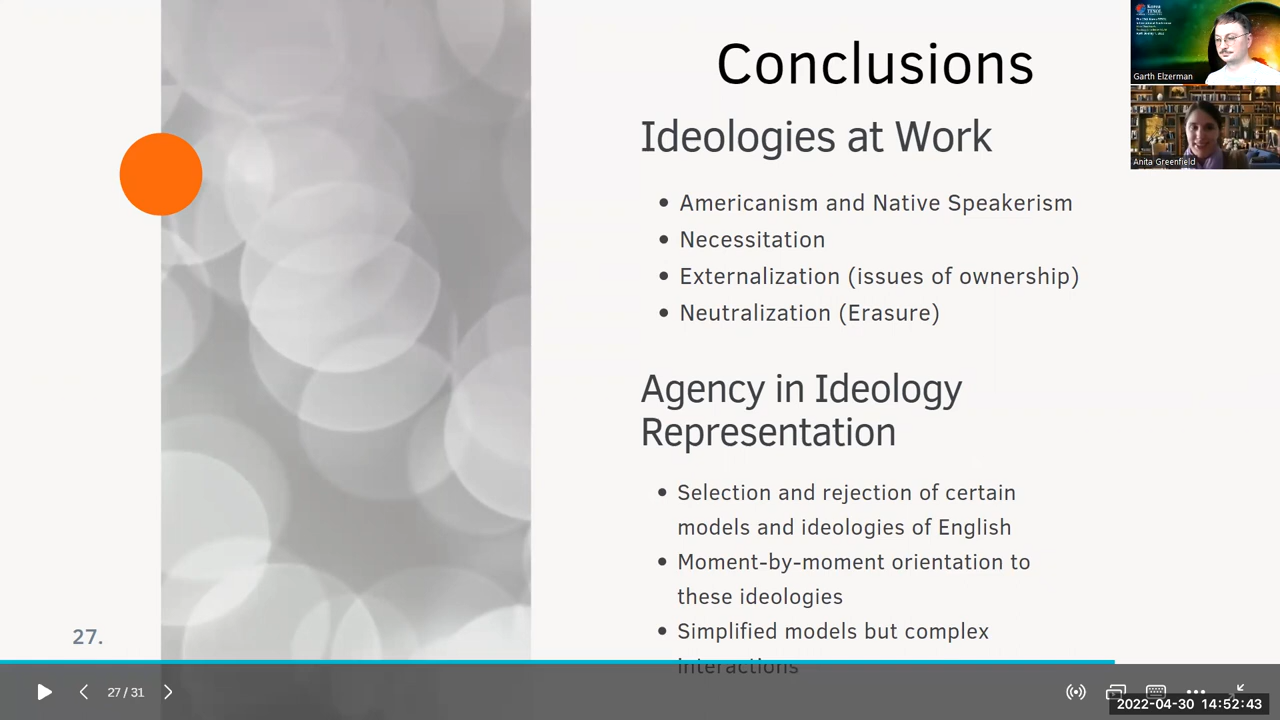 Conclusions
Ideologies at Work
• Americanism and Native Speakerism
• Necessitation
• Externalization (issues of ownership)
• Neutralization (Erasure)
Agency in Ideology
Representation
• Selection and rejection of certain
models and ideologies of English
• Moment-by-moment orientation to
these ideologies
• Simplified models but complex
interactions
27.
Korea
TESOL
Garth Elzerman
Anita Greenfield
27 / 31
2022-04-30 14:52:43